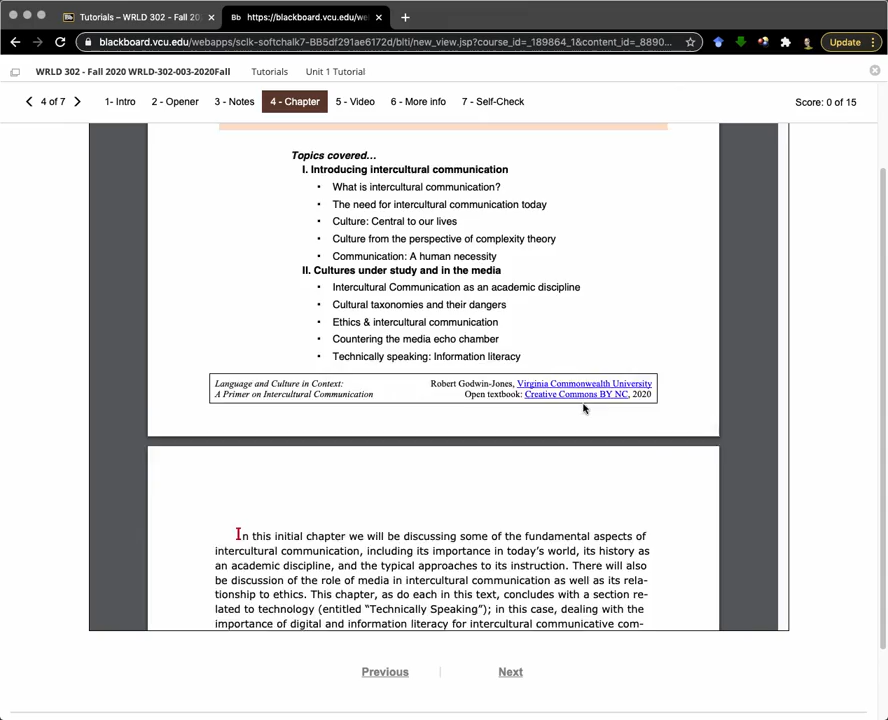 Tutorials – WRLD 302 - Fall 20
Bb https://blackboard.vcu.edu/we
blackboard.vcu.edu/webapps/sclk-softchalk7-BB5df291ae6172d/blti/new_view.jsp?course_id=_189864_1&content_id=_8890...
Update
WRLD 302 - Fall 2020 WRLD-302-003-2020Fall Tutorials Unit 1 Tutorial
4 of 7 1- Intro 2 - Opener 3 - Notes 4 - Chapter 5 - Video 6 - More info 7 - Self-Check Score: 0 of 15
Topics covered...
I. Introducing intercultural communication
• What is intercultural communication?
• The need for intercultural communication today
• Culture: Central to our lives
• Culture from the perspective of complexity theory
• Communication: A human necessity
II. Cultures under study and in the media
• Intercultural Communication as an academic discipline
• Cultural taxonomies and their dangers
• Ethics & intercultural communication
• Countering the media echo chamber
• Technically speaking: Information literacy
Language and Culture in Context: Robert Godwin-Jones, Virginia Commonwealth University
A Primer on Intercultural Communication Open textbook: Creative Commons BY NC, 2020
In this initial chapter we will be discussing some of the fundamental aspects of
intercultural communication, including its importance in today's world, its history as
an academic discipline, and the typical approaches to its instruction. There will also
be discussion of the role of media in intercultural communication as well as its rela-
tionship to ethics. This chapter, as do each in this text, concludes with a section re-
lated to technology (entitled "Technically Speaking"); in this case, dealing with the
importance of digital and information literacy for intercultural communicative com-
Previous | Next